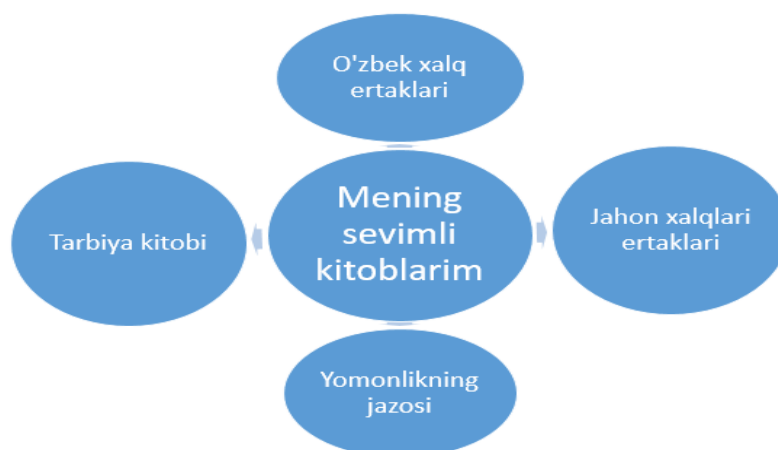 O'zbek xalq
ertaklari
Mening
sevimli
kitoblarim
Tarbiya kitobi
Jahon xalqlari
ertaklari
Yomonlikning
jazosi